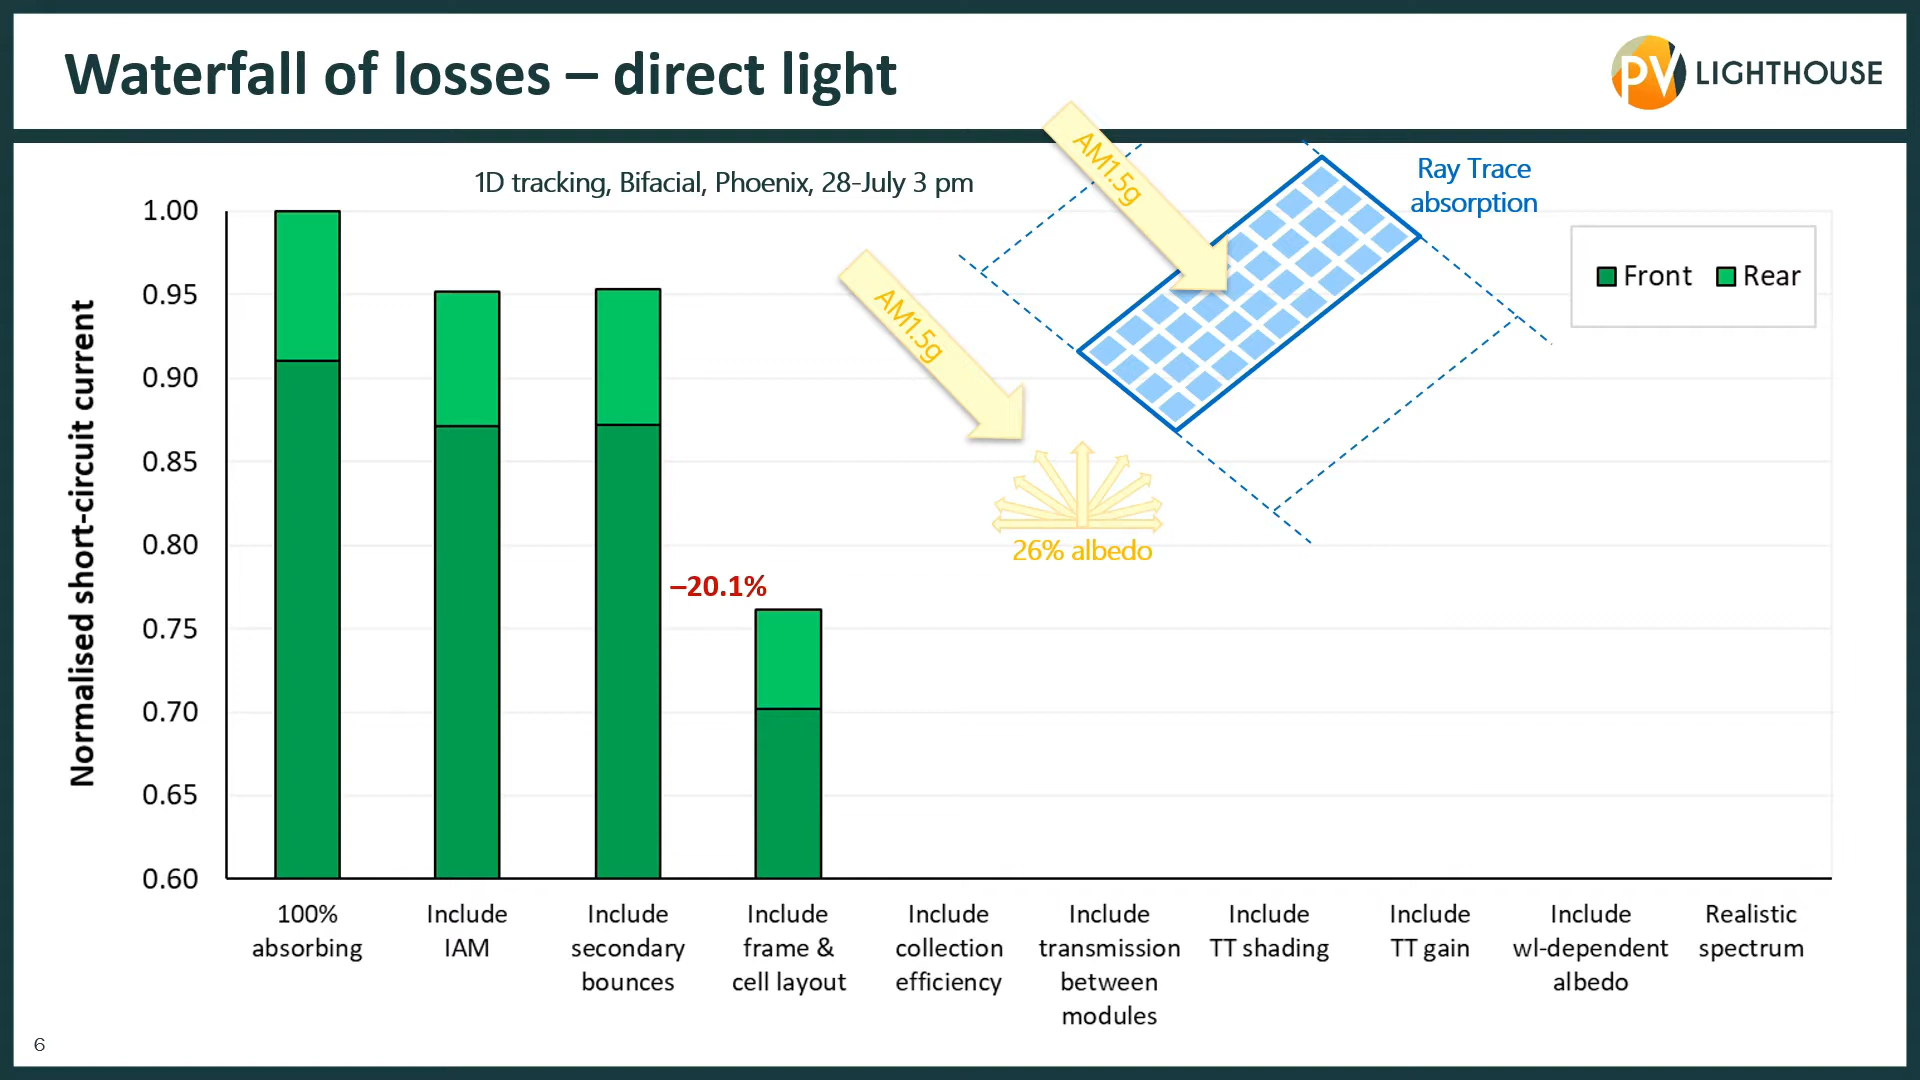 Waterfall of losses – direct light
PV LIGHTHOUSE
1D tracking, Bifacial, Phoenix, 28-July 3 pm
AM1.5g
Ray Trace
absorption
AM1.5g
Front
Rear
26% albedo
–20.1%
Normalised short-circuit current
1.00
0.95
0.90
0.85
0.80
0.75
0.70
0.65
0.60
100%
absorbing
Include
IAM
Include
secondary
bounces
Include
frame &
cell layout
Include
collection
efficiency
Include
transmission
between
modules
Include
TT shading
Include
TT gain
Include
wl-dependent
albedo
Realistic
spectrum
6